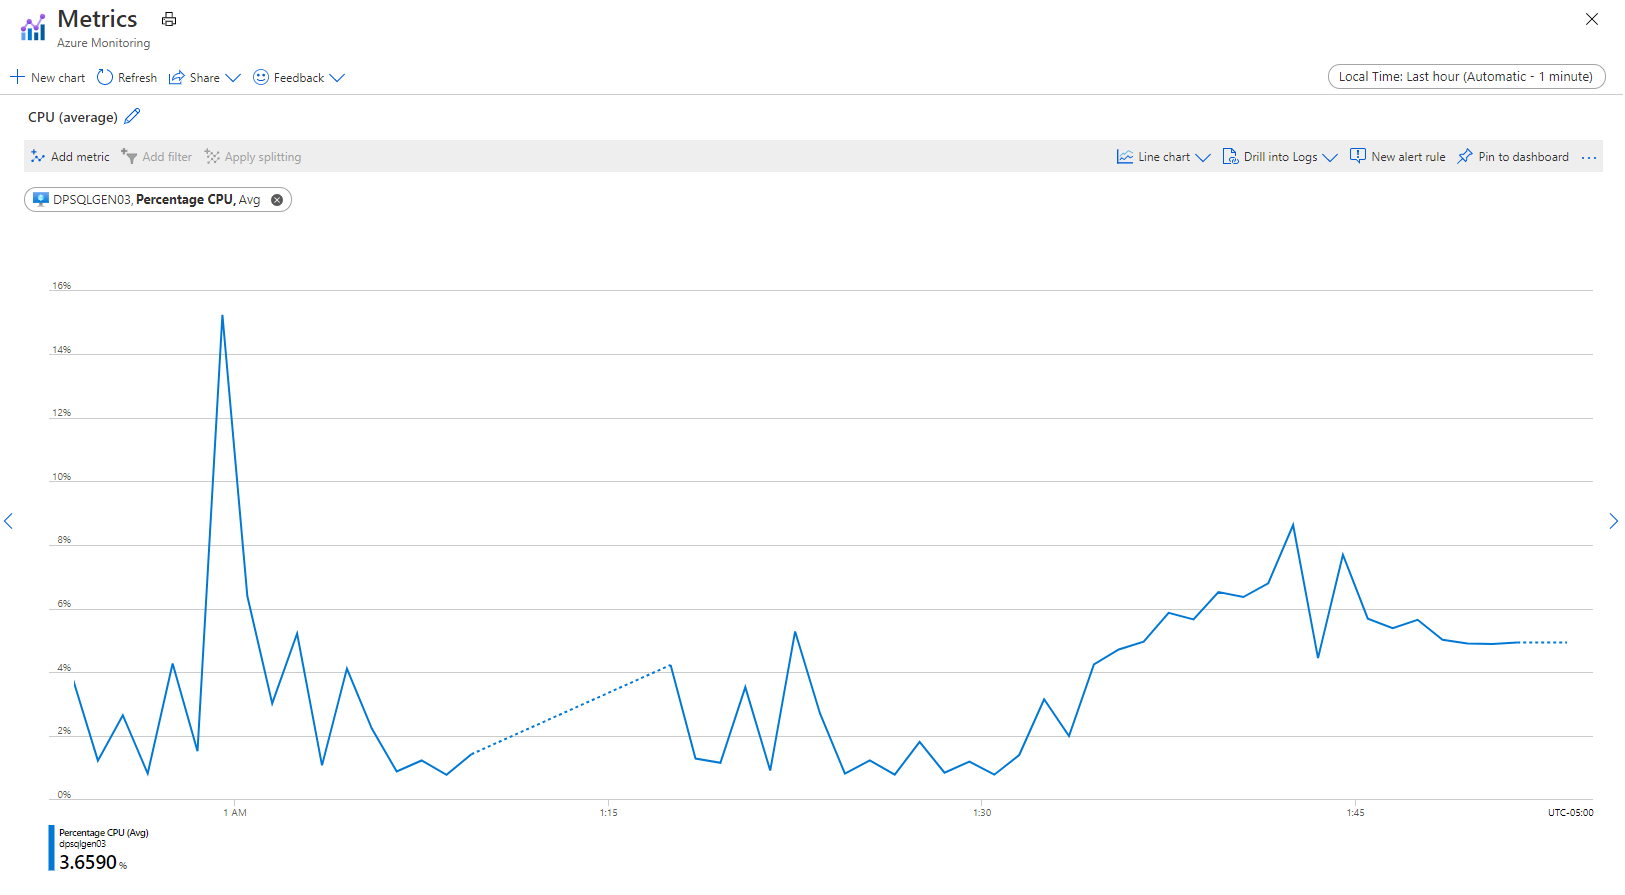 Metrics
Azure Monitoring
New chart Refresh Share Feedback
Local Time: Last hour (Automatic - 1 minute)
CPU (average)
Add metric Add filter Apply splitting Line chart Drill into Logs New alert rule Pin to dashboard ...
DPSQLGEN03, Percentage CPU, Avg
16%
14%
12%
10%
8%
6%
4%
2%
0%
1 AM 1:15 1:30 1:45 UTC-05:00
Percentage CPU (Avg)
dpsqlgen03
3.6590 %